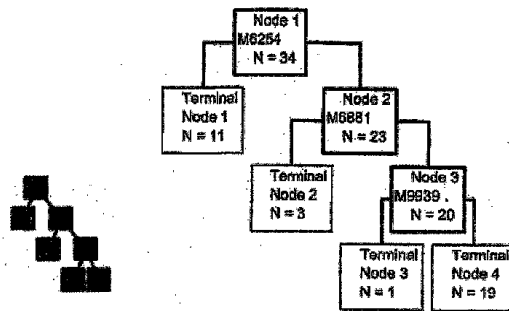 Node 1
M6254
N = 34
Terminal
Node 1
N = 11
Node 2
M6881
N = 23
Terminal
Node 2
N = 3
Node 3
M9939
N = 20
Terminal
Node 3
N = 1
Terminal
Node 4
N = 19